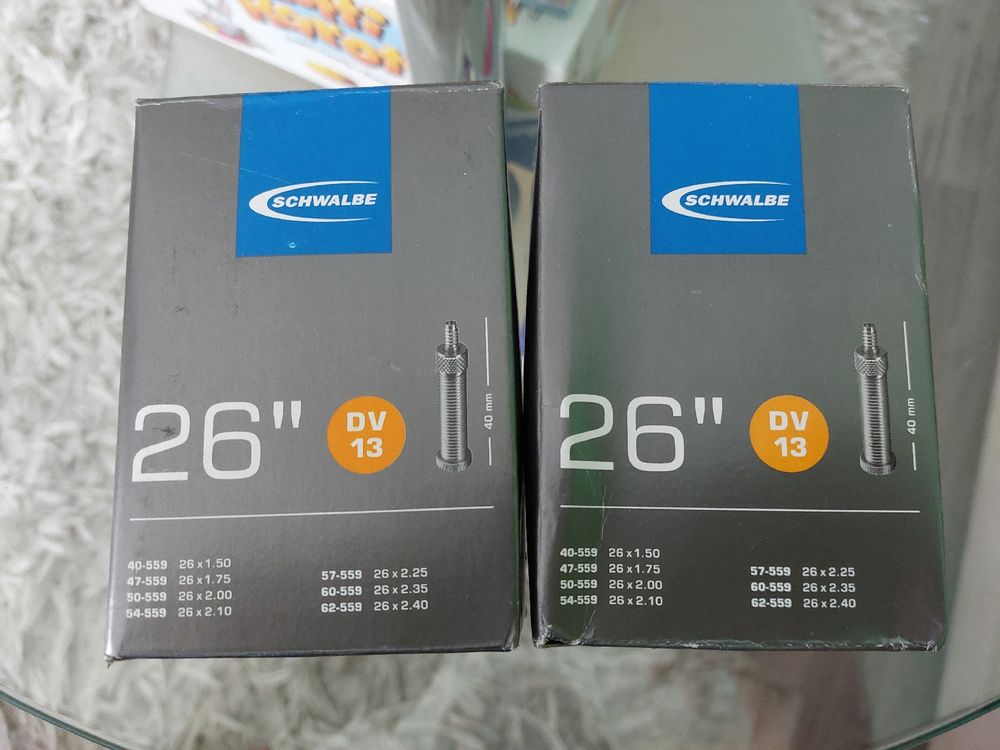 SCHWALBE
26"
DV
13
40 mm
40-559 26 x 1.50
47-559 26 x 1.75
50-559 26 x 2.00
54-559 26 x 2.10
57-559 26 x 2.25
60-559 26 x 2.35
62-559 26 x 2.40
SCHWALBE
26"
DV
13
40 mm
40-559 26 x 1.50
47-559 26 x 1.75
50-559 26 x 2.00
54-559 26 x 2.10
57-559 26 x 2.25
60-559 26 x 2.35
62-559 26 x 2.40